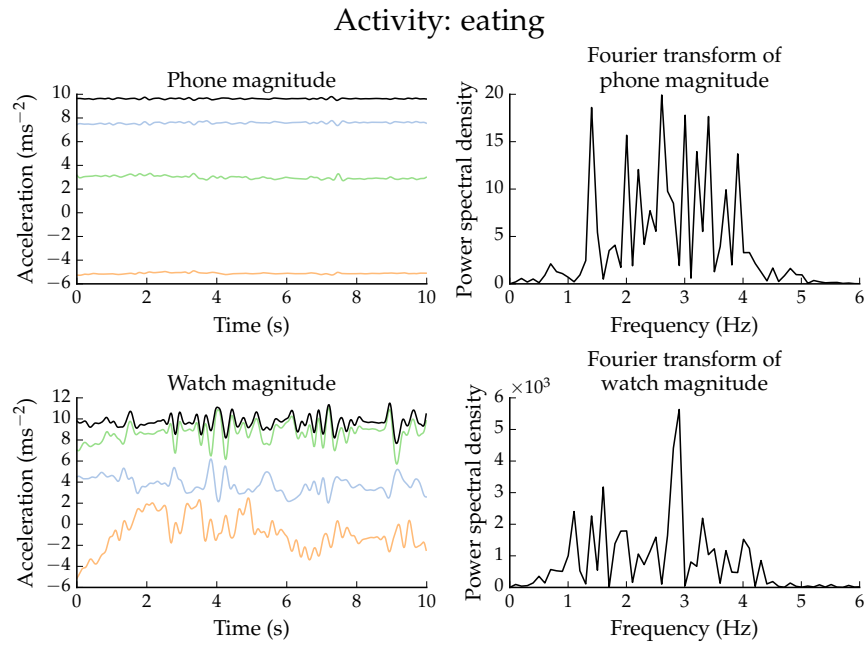 Activity: eating
Phone magnitude
Acceleration (ms−2)
10
8
6
4
2
0
−2
−4
−6
0 2 4 6 8 10
Time (s)
Fourier transform of
phone magnitude
Power spectral density
20
15
10
5
0
0 1 2 3 4 5 6
Frequency (Hz)
Watch magnitude
Acceleration (ms−2)
12
10
8
6
4
2
0
−2
−4
−6
0 2 4 6 8 10
Time (s)
Fourier transform of
watch magnitude
×10³
Power spectral density
6
5
4
3
2
1
0
0 1 2 3 4 5 6
Frequency (Hz)